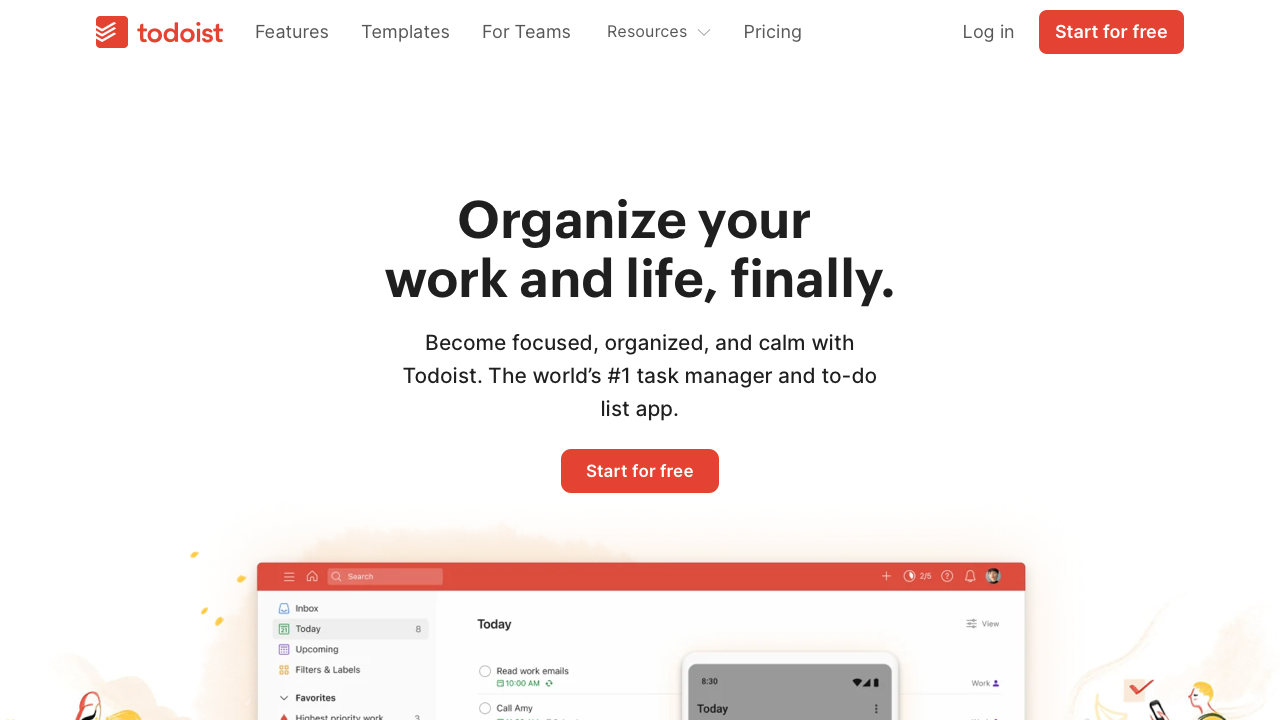 todoist
Features
Templates
For Teams
Resources
Pricing
Log in
Start for free
Organize your
work and life, finally.
Become focused, organized, and calm with
Todoist. The world’s #1 task manager and to-do
list app.
Start for free
Search
2/5
Inbox
Today 8
Upcoming
Filters & Labels
Favorites
Highest priority work 3
Today
View
Read work emails
10:00 AM
Work
Call Amy
8:30
Today